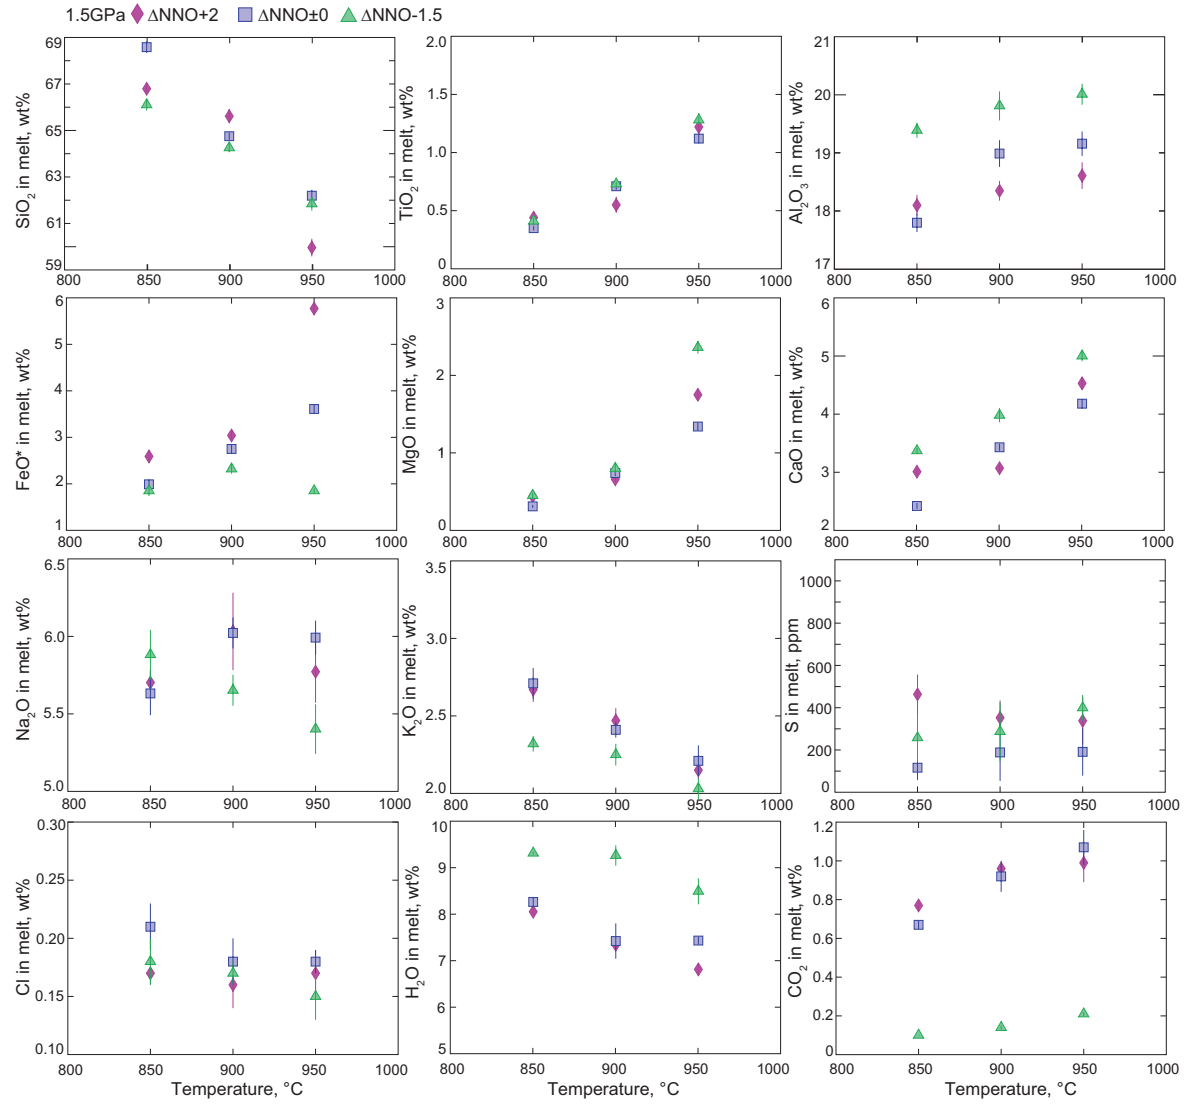 1.5GPa ΔNNO+2 ΔNNO±0 ΔNNO-1.5
SiO2 in melt, wt%
69
67
65
63
61
59
800 850 900 950 1000
TiO2 in melt, wt%
2.0
1.5
1.0
0.5
0
800 850 900 950 1000
Al2O3 in melt, wt%
21
20
19
18
17
800 850 900 950 1000
FeO* in melt, wt%
6
5
4
3
2
1
800 850 900 950 1000
MgO in melt, wt%
3
2
1
0
800 850 900 950 1000
CaO in melt, wt%
6
5
4
3
2
800 850 900 950 1000
Na2O in melt, wt%
6.5
6.0
5.5
5.0
800 850 900 950 1000
K2O in melt, wt%
3.5
3.0
2.5
2.0
800 850 900 950 1000
S in melt, ppm
1000
800
600
400
200
0
800 850 900 950 1000
Cl in melt, wt%
0.30
0.25
0.20
0.15
0.10
800 850 900 950 1000
Temperature, °C
H2O in melt, wt%
10
9
8
7
6
5
800 850 900 950 1000
Temperature, °C
CO2 in melt, wt%
1.2
1.0
0.8
0.6
0.4
0.2
0
800 850 900 950 1000
Temperature, °C